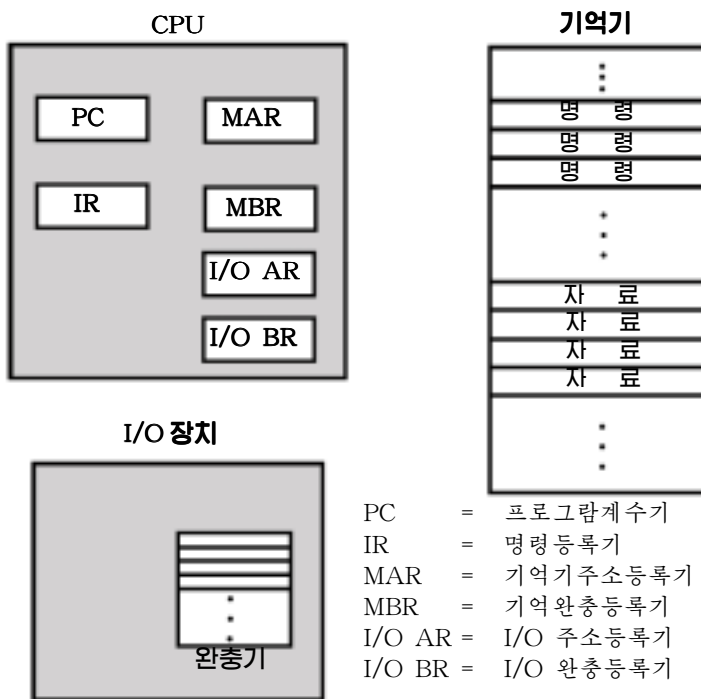 CPU
PC
MAR
IR
MBR
I/O AR
I/O BR
기억기
명 령
명 령
명 령
자 료
자 료
자 료
자 료
I/O 장치
완충기
PC = 프로그람계수기
IR = 명령등록기
MAR = 기억기주소등록기
MBR = 기억완충등록기
I/O AR = I/O 주소등록기
I/O BR = I/O 완충등록기